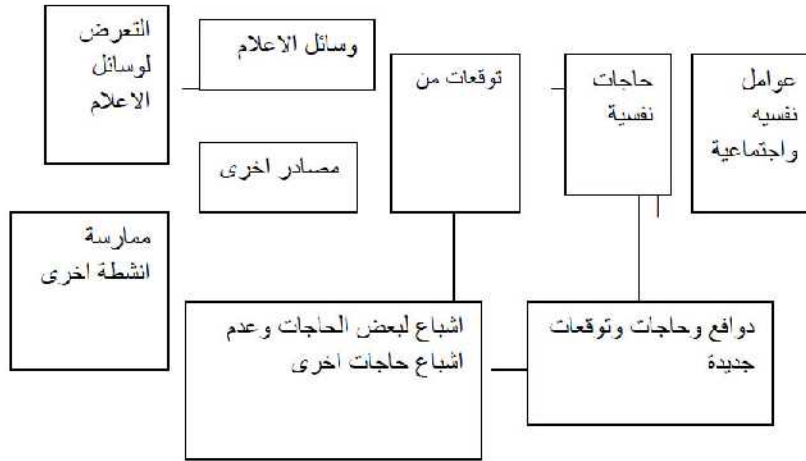 عوامل
نفسيه
واجتماعية
حاجات
نفسية
توقعات من
وسائل الاعلام
مصادر اخرى
التعرض
لوسائل
الاعلام
ممارسة
انشطة اخرى
اشباع لبعض الحاجات وعدم
اشباع حاجات اخرى
دوافع وحاجات وتوقعات
جديدة